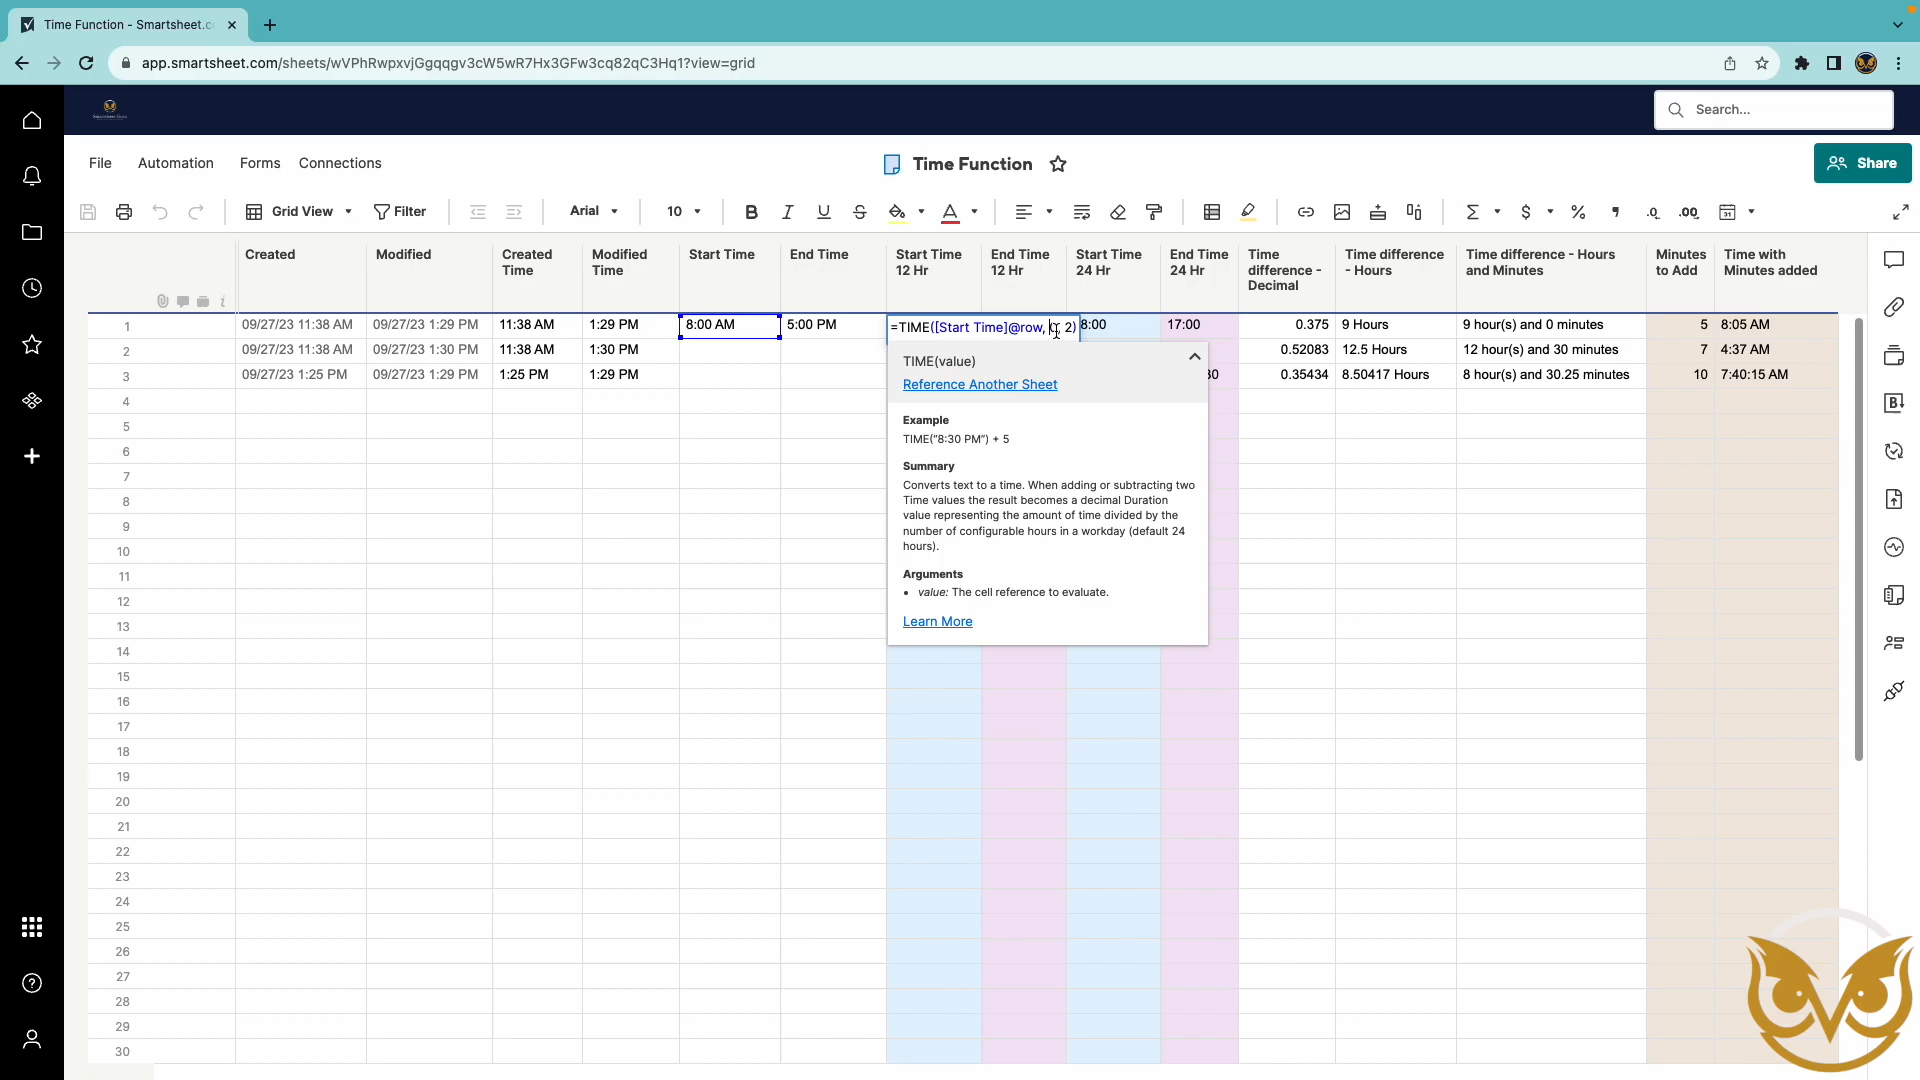 Time Function - Smartsheet.c
app.smartsheet.com/sheets/wVPhRwpxvjGgqqgv3cW5wR7Hx3GFw3cq82qC3Hq1?view=grid
Search...
File Automation Forms Connections
Time Function
Share
Grid View Filter Arial 10 B I U S A Σ $ % .0 .00 31
Created Modified Created Time Modified Time Start Time End Time Start Time 12 Hr End Time 12 Hr Start Time 24 Hr End Time 24 Hr Time difference - Decimal Time difference - Hours Time difference - Hours and Minutes Minutes to Add Time with Minutes added
1 09/27/23 11:38 AM 09/27/23 1:29 PM 11:38 AM 1:29 PM 8:00 AM 5:00 PM =TIME([Start Time]@row, 0, 2) 8:00 17:00 0.375 9 Hours 9 hour(s) and 0 minutes 5 8:05 AM
2 09/27/23 11:38 AM 09/27/23 1:30 PM 11:38 AM 1:30 PM 0.52083 12.5 Hours 12 hour(s) and 30 minutes 7 4:37 AM
3 09/27/23 1:25 PM 09/27/23 1:29 PM 1:25 PM 1:29 PM 30 0.35434 8.50417 Hours 8 hour(s) and 30.25 minutes 10 7:40:15 AM
TIME(value)
Reference Another Sheet
Example
TIME("8:30 PM") + 5
Summary
Converts text to a time. When adding or subtracting two
Time values the result becomes a decimal Duration
value representing the amount of time divided by the
number of configurable hours in a workday (default 24
hours).
Arguments
• value: The cell reference to evaluate.
Learn More
4
5
6
7
8
9
10
11
12
13
14
15
16
17
18
19
20
21
22
23
24
25
26
27
28
29
30